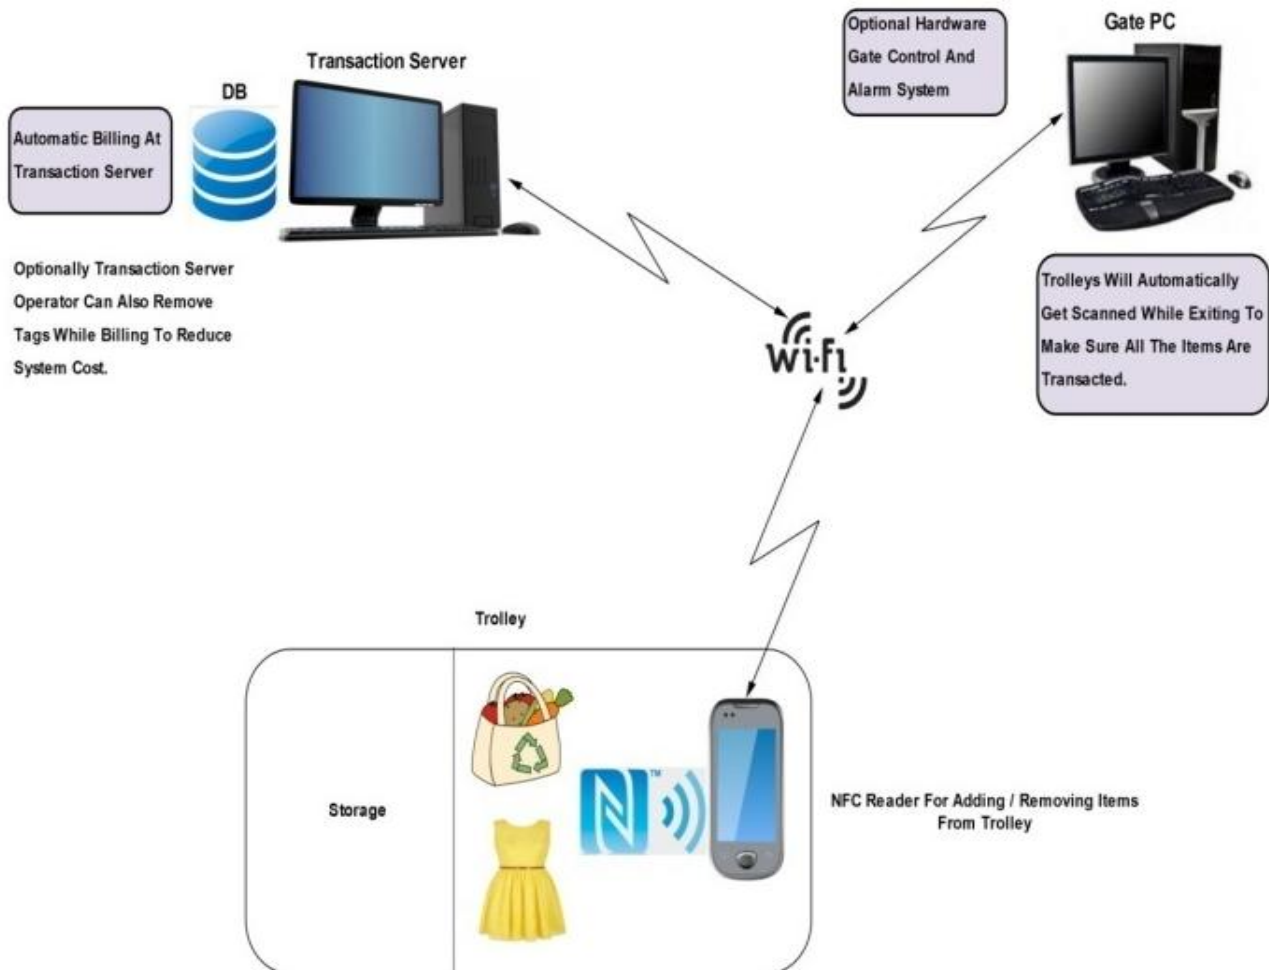 Optional Hardware
Gate Control And
Alarm System
Gate PC
Transaction Server
DB
Automatic Billing At
Transaction Server
Optionally Transaction Server
Operator Can Also Remove
Tags While Billing To Reduce
System Cost.
Trolleys Will Automatically
Get Scanned While Exiting To
Make Sure All The Items Are
Transacted.
Wi-Fi
Trolley
Storage
N TM
NFC Reader For Adding / Removing Items
From Trolley